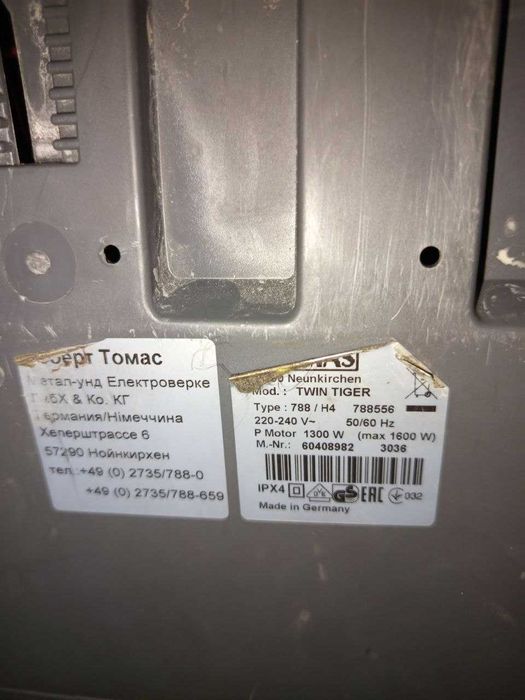 Томас
Метал-унд Електроверке
& Ко. КГ
Германия/Німеччина
Хелерштрассе 6
57290 Нойнкирхен
тел.:+49 (0) 2735/788-0
+49 (0) 2735/788-659
Neunkirchen
Mod. : TWIN TIGER
Type : 788 / H4 788556
220-240 V~ 50/60 Hz
P Motor 1300 W (max 1600 W)
M.-Nr.: 60408982 3036
IPX4 GS EAC 032
Made in Germany